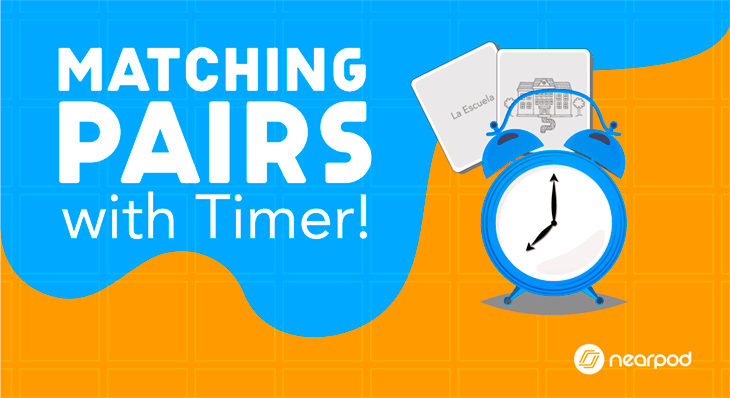 MATCHING
PAIRS
with Timer!
La Escuela
nearpod